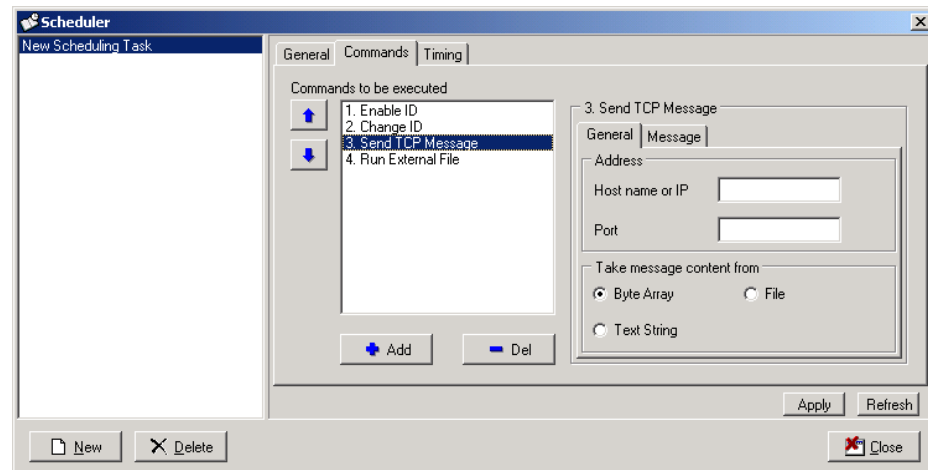 Scheduler
New Scheduling Task
General Commands Timing
Commands to be executed
1. Enable ID
2. Change ID
3. Send TCP Message
4. Run External File
Add
Del
3. Send TCP Message
General Message
Address
Host name or IP
Port
Take message content from
Byte Array
File
Text String
Apply
Refresh
New
Delete
Close